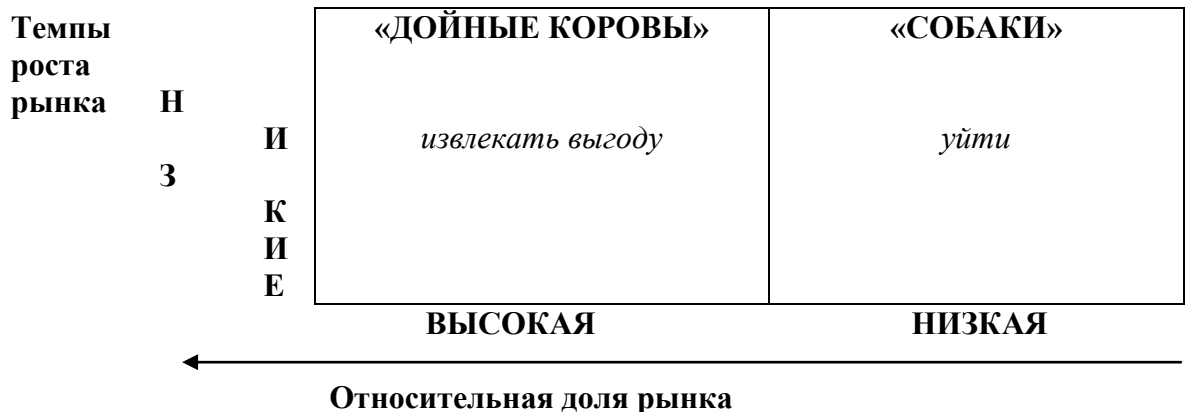 Темпы «ДОЙНЫЕ КОРОВЫ» «СОБАКИ»
роста
рынка Н
И извлекать выгоду уйти
З
К
И
Е
ВЫСОКАЯ НИЗКАЯ
Относительная доля рынка